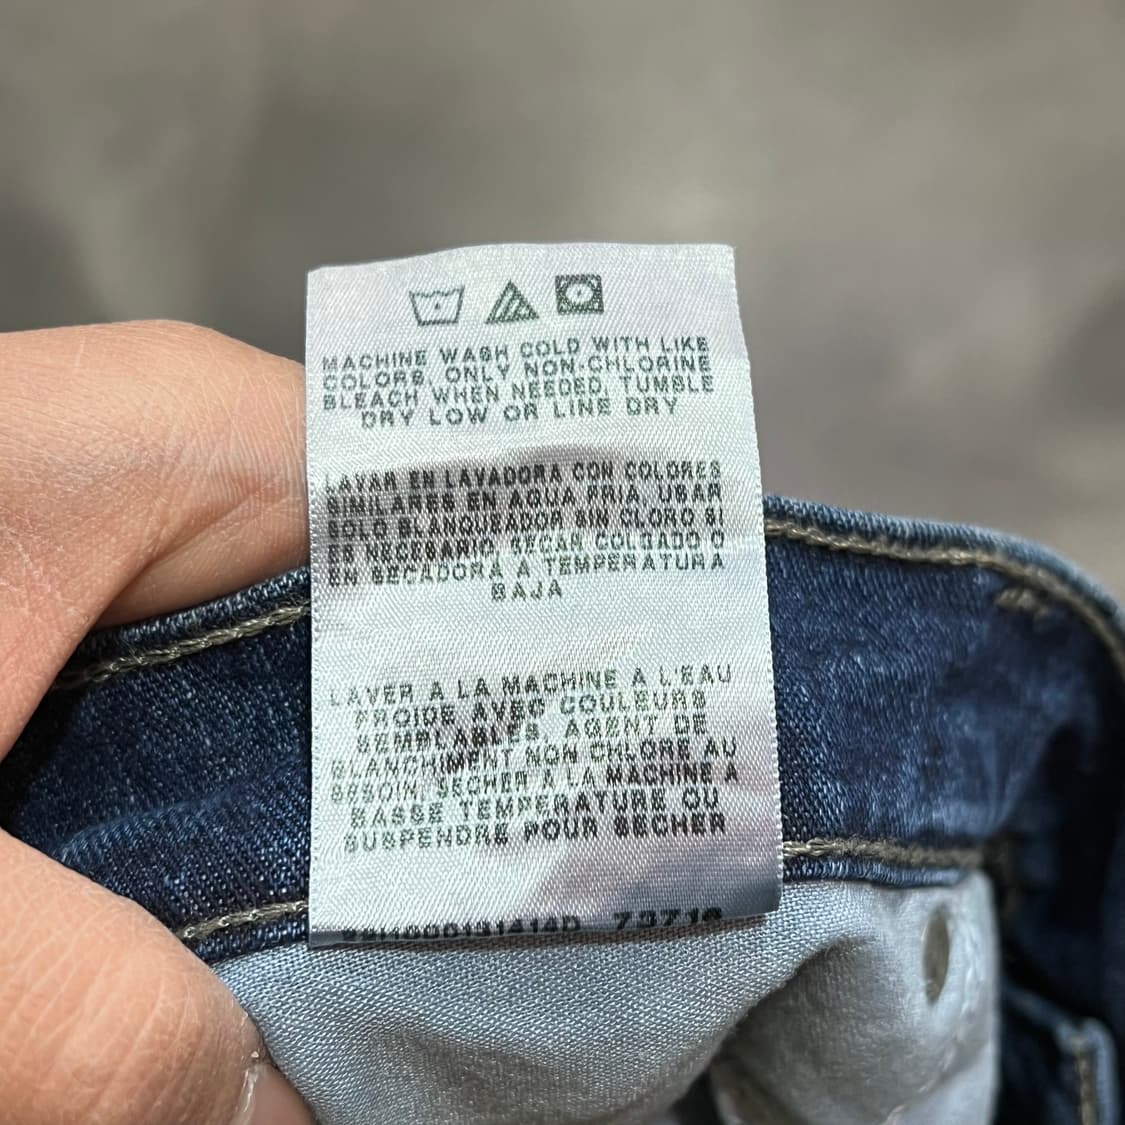 MACHINE WASH COLD WITH LIKE
COLORS, ONLY NON-CHLORINE
BLEACH WHEN NEEDED, TUMBLE
DRY LOW OR LINE DRY
LAVAR EN LAVADORA CON COLORES
SIMILARES EN AGUA FRIA, USAR
SOLO BLANQUEADOR SIN CLORO SI
ES NECESARIO, SECAR COLGADO O
EN SECADORA A TEMPERATURA
BAJA
LAVER A LA MACHINE A L'EAU
FROIDE AVEC COULEURS
SEMBLABLES, AGENT DE
BLANCHIMENT NON CHLORE AU
BESOIN, SECHER A LA MACHINE A
BASSE TEMPERATURE OU
SUSPENDRE POUR SECHER